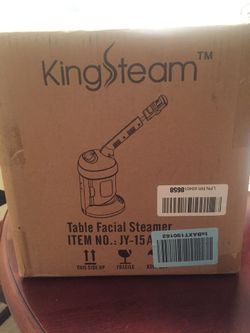 KingSteam™
Table Facial Steamer
ITEM NO.: JY-15A
THIS SIDE UP
FRAGILE